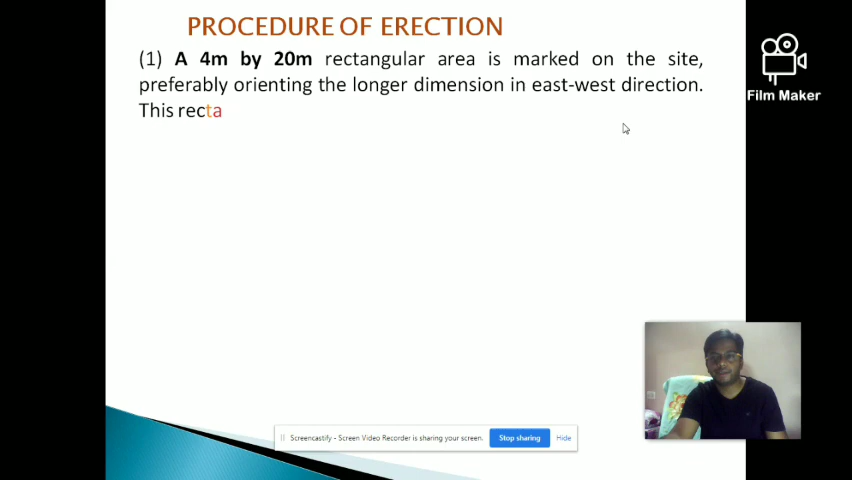 PROCEDURE OF ERECTION
(1) A 4m by 20m rectangular area is marked on the site,
preferably orienting the longer dimension in east-west direction.
This recta
Film Maker
Screencastify - Screen Video Recorder is sharing your screen.
Stop sharing
Hide